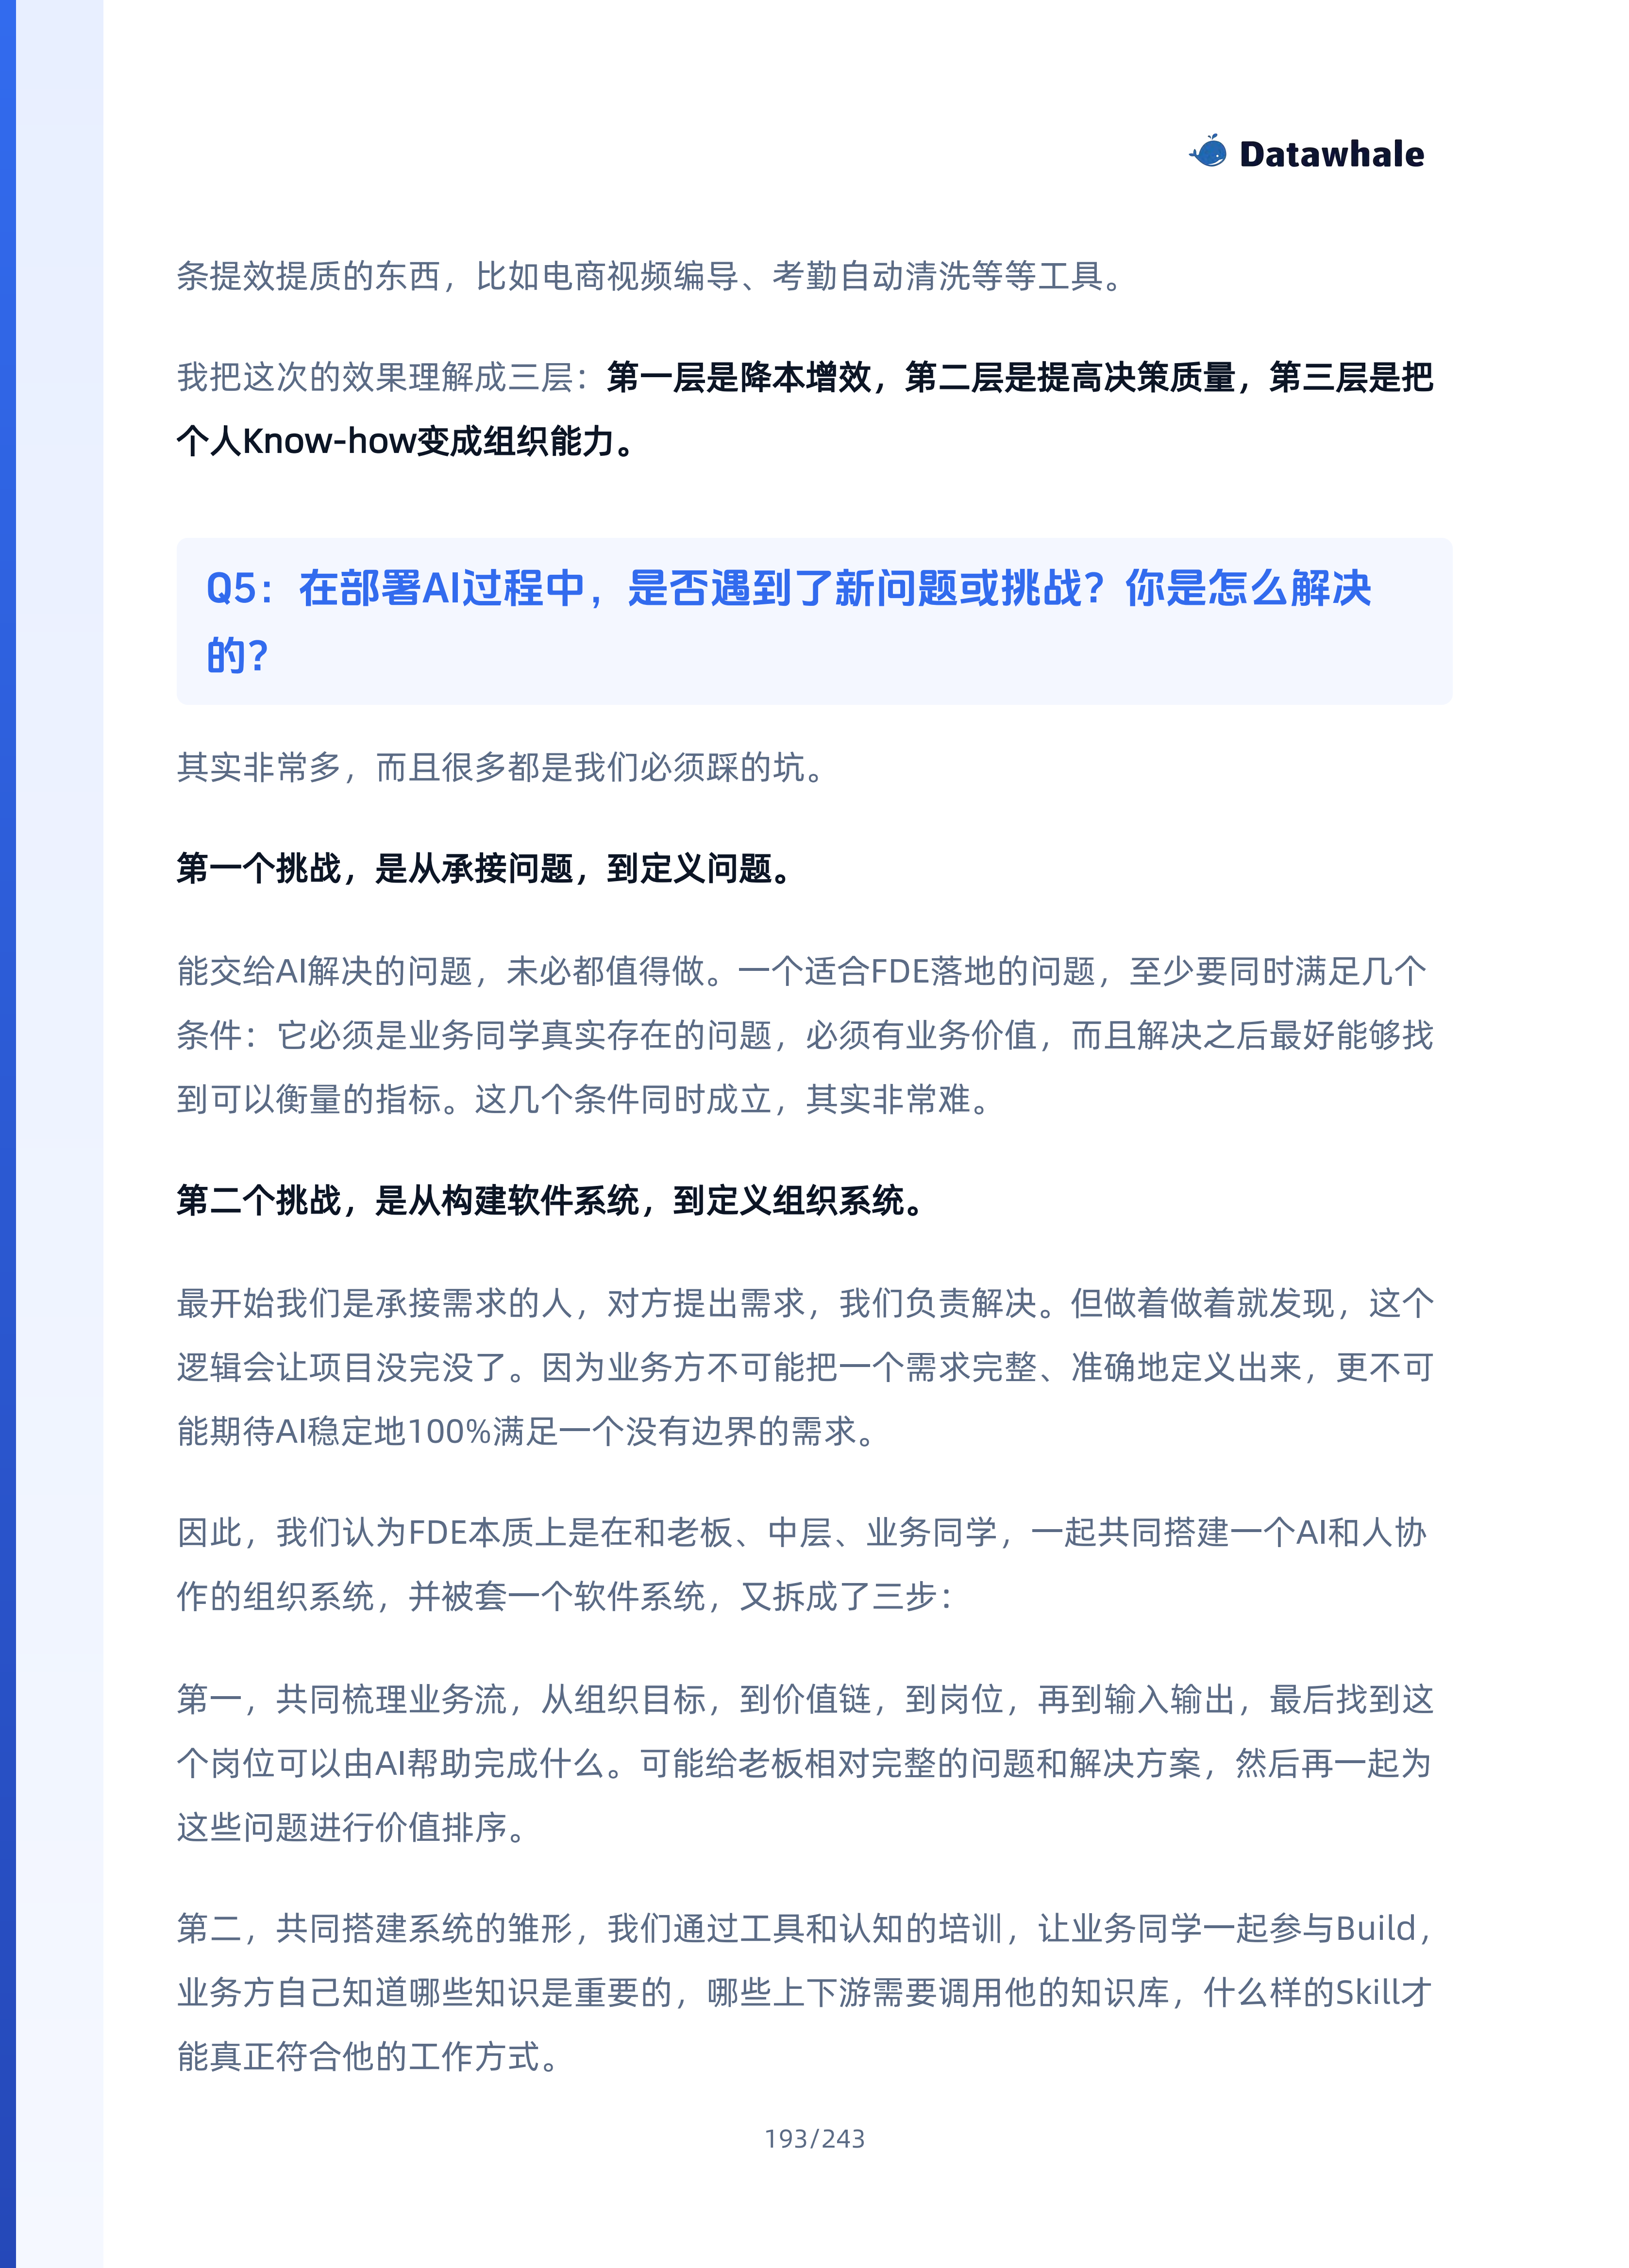 Datawhale
条提效提质的东西，比如电商视频编导、考勤自动清洗等等工具。
我把这次的效果理解成三层：第一层是降本增效，第二层是提高决策质量，第三层是把
个人Know-how变成组织能力。
Q5：在部署AI过程中，是否遇到了新问题或挑战？你是怎么解决
的？
其实非常多，而且很多都是我们必须踩的坑。
第一个挑战，是从承接问题，到定义问题。
能交给AI解决的问题，未必都值得做。一个适合FDE落地的问题，至少要同时满足几个
条件：它必须是业务同学真实存在的问题，必须有业务价值，而且解决之后最好能够找
到可以衡量的指标。这几个条件同时成立，其实非常难。
第二个挑战，是从构建软件系统，到定义组织系统。
最开始我们是承接需求的人，对方提出需求，我们负责解决。但做着做着就发现，这个
逻辑会让项目没完没了。因为业务方不可能把一个需求完整、准确地定义出来，更不可
能期待AI稳定地100%满足一个没有边界的需求。
因此，我们认为FDE本质上是在和老板、中层、业务同学，一起共同搭建一个AI和人协
作的组织系统，并被套一个软件系统，又拆成了三步：
第一，共同梳理业务流，从组织目标，到价值链，到岗位，再到输入输出，最后找到这
个岗位可以由AI帮助完成什么。可能给老板相对完整的问题和解决方案，然后再一起为
这些问题进行价值排序。
第二，共同搭建系统的雏形，我们通过工具和认知的培训，让业务同学一起参与Build，
业务方自己知道哪些知识是重要的，哪些上下游需要调用他的知识库，什么样的Skill才
能真正符合他的工作方式。
193/243